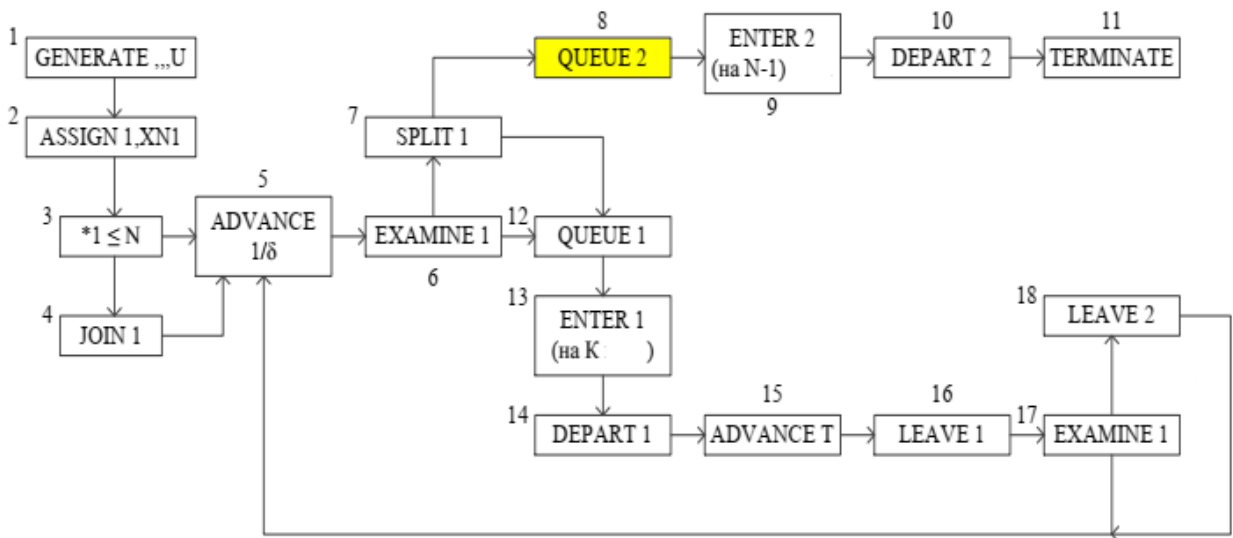 1
GENERATE ,,,U
2
ASSIGN 1,XN1
3
*1 ≤ N
4
JOIN 1
5
ADVANCE
1/δ
EXAMINE 1
6
7
SPLIT 1
8
QUEUE 2
ENTER 2
(на N-1)
9
10
DEPART 2
11
TERMINATE
12
QUEUE 1
13
ENTER 1
(на К )
14
DEPART 1
15
ADVANCE T
16
LEAVE 1
17
EXAMINE 1
18
LEAVE 2